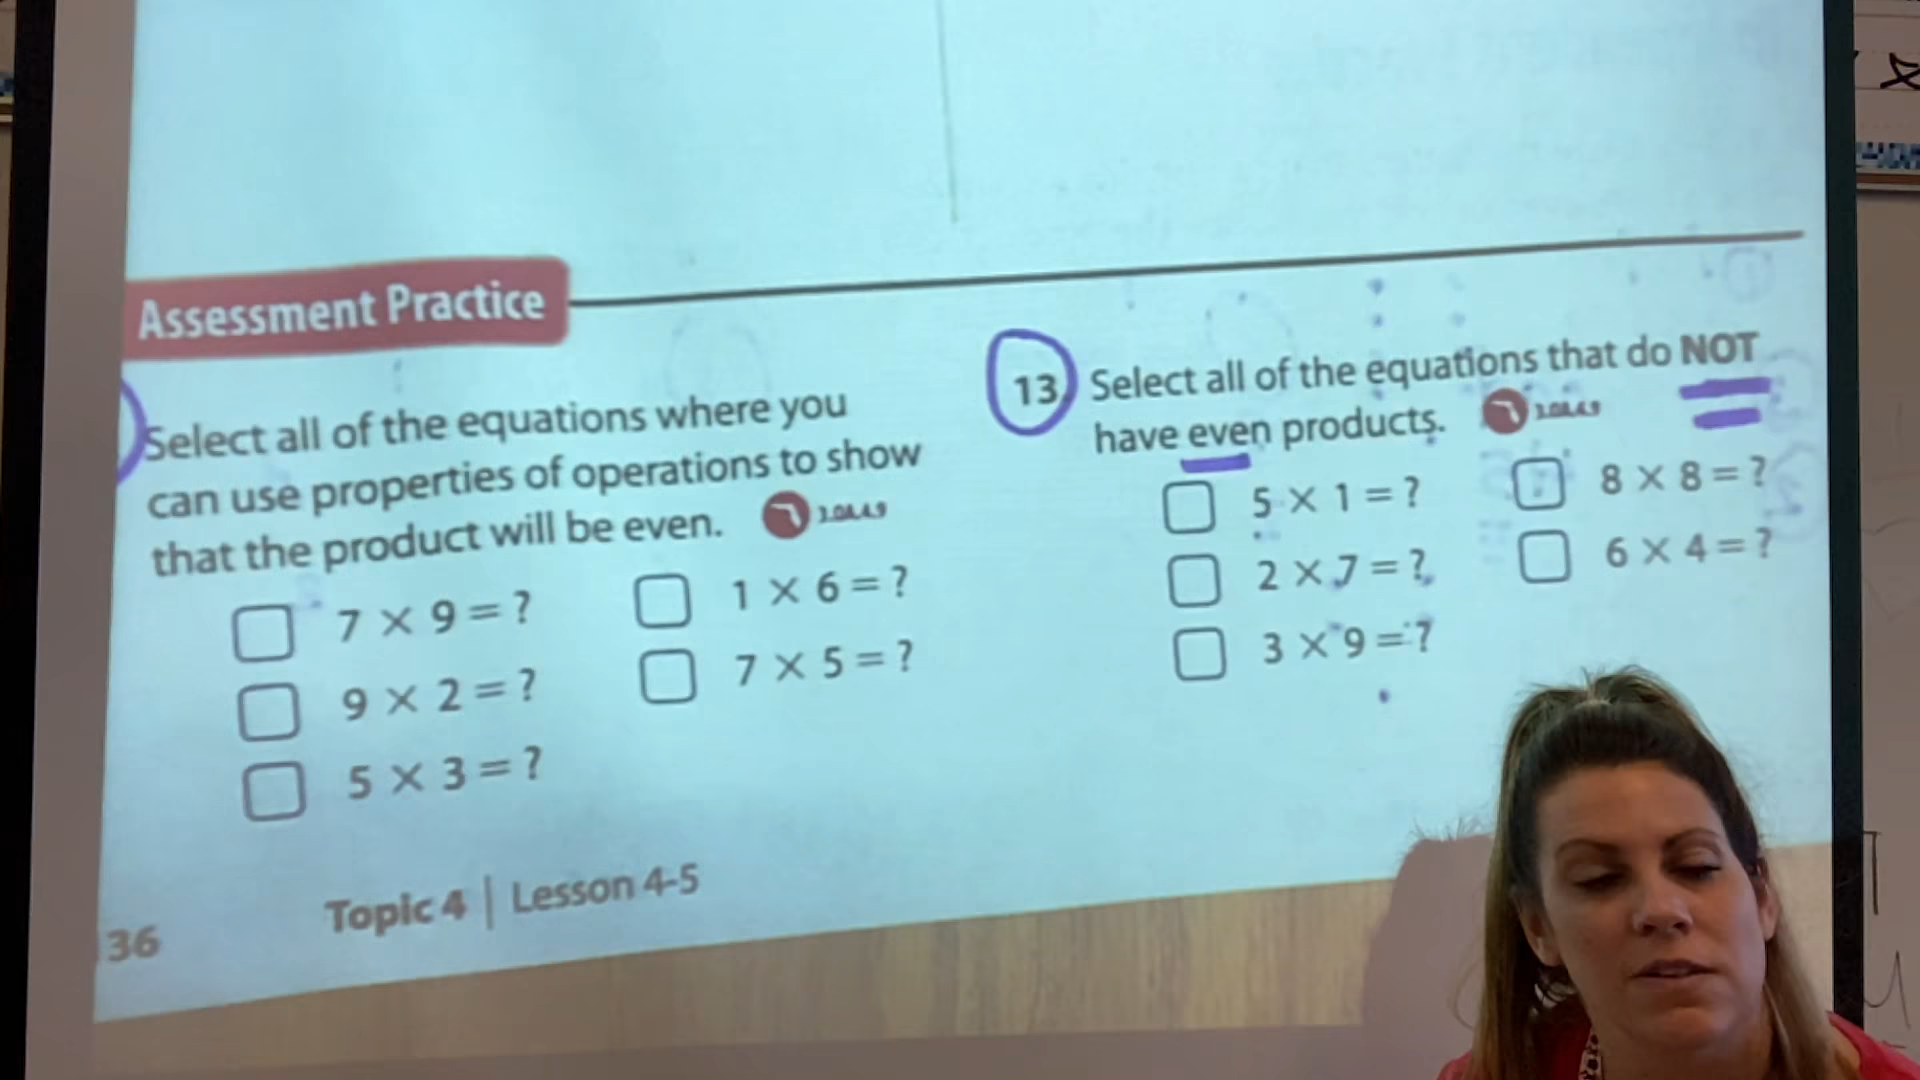 Assessment Practice
Select all of the equations where you
can use properties of operations to show
that the product will be even.
7 × 9 = ?
9 × 2 = ?
5 × 3 = ?
1 × 6 = ?
7 × 5 = ?
13. Select all of the equations that do NOT
have even products.
5 × 1 = ?
2 × 7 = ?
3 × 9 = ?
8 × 8 = ?
6 × 4 = ?
36
Topic 4 | Lesson 4-5